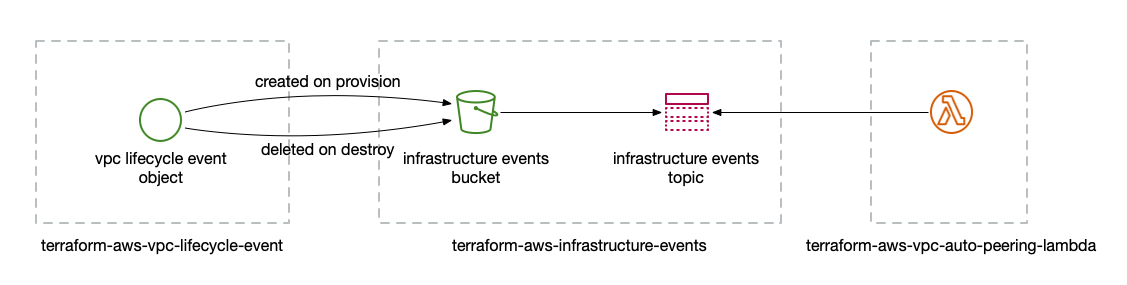 created on provision
deleted on destroy
vpc lifecycle event
object
infrastructure events
bucket
infrastructure events
topic
terraform-aws-vpc-lifecycle-event
terraform-aws-infrastructure-events
terraform-aws-vpc-auto-peering-lambda